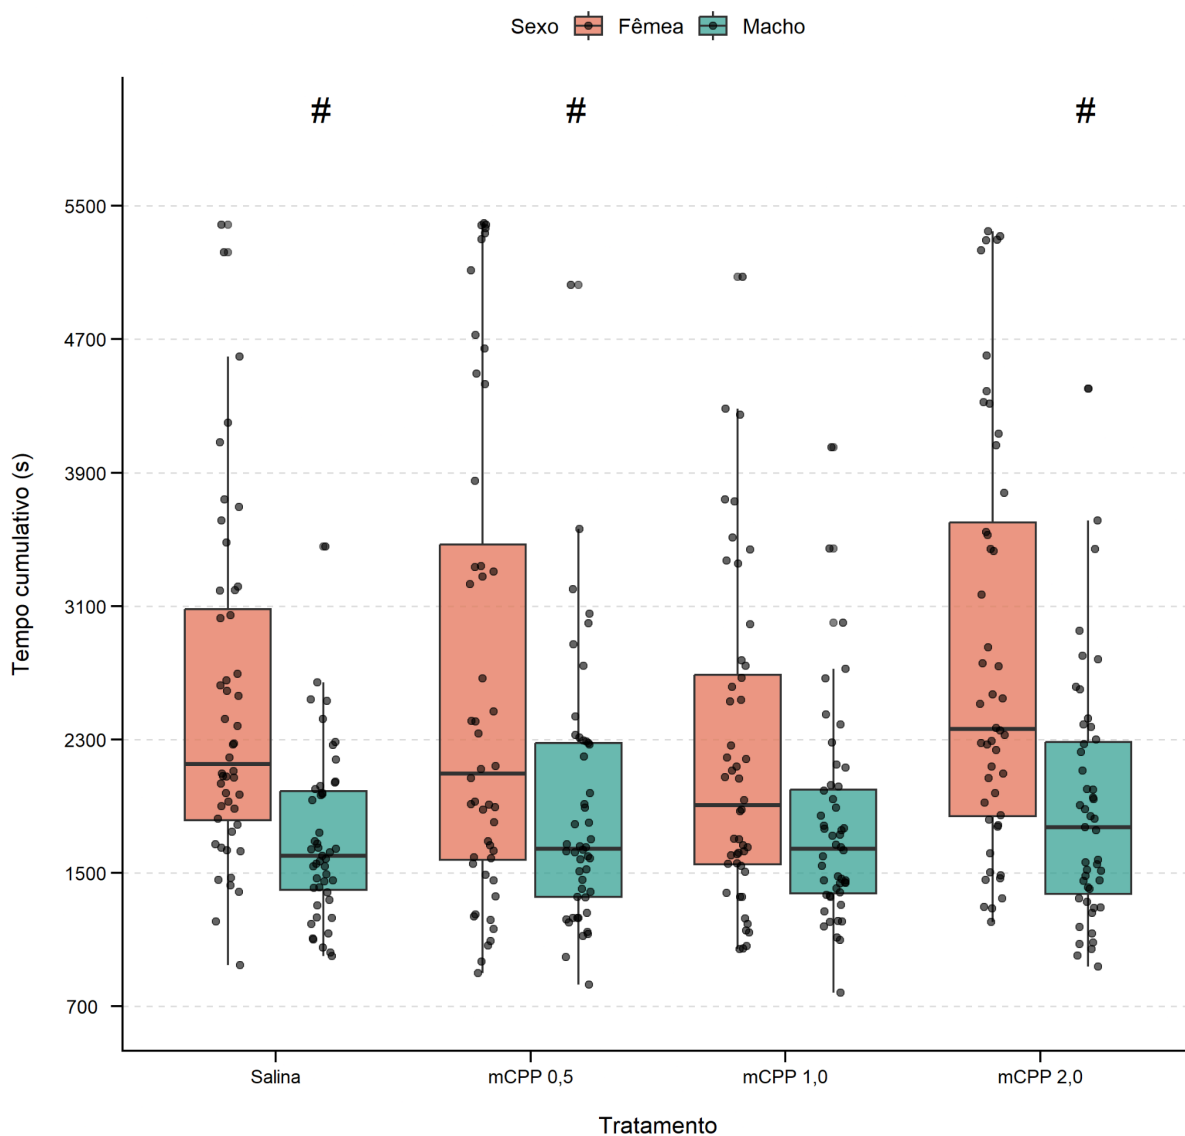 Sexo Fêmea Macho
# # #
5500
4700
3900
3100
2300
1500
700
Tempo cumulativo (s)
Salina mCPP 0,5 mCPP 1,0 mCPP 2,0
Tratamento